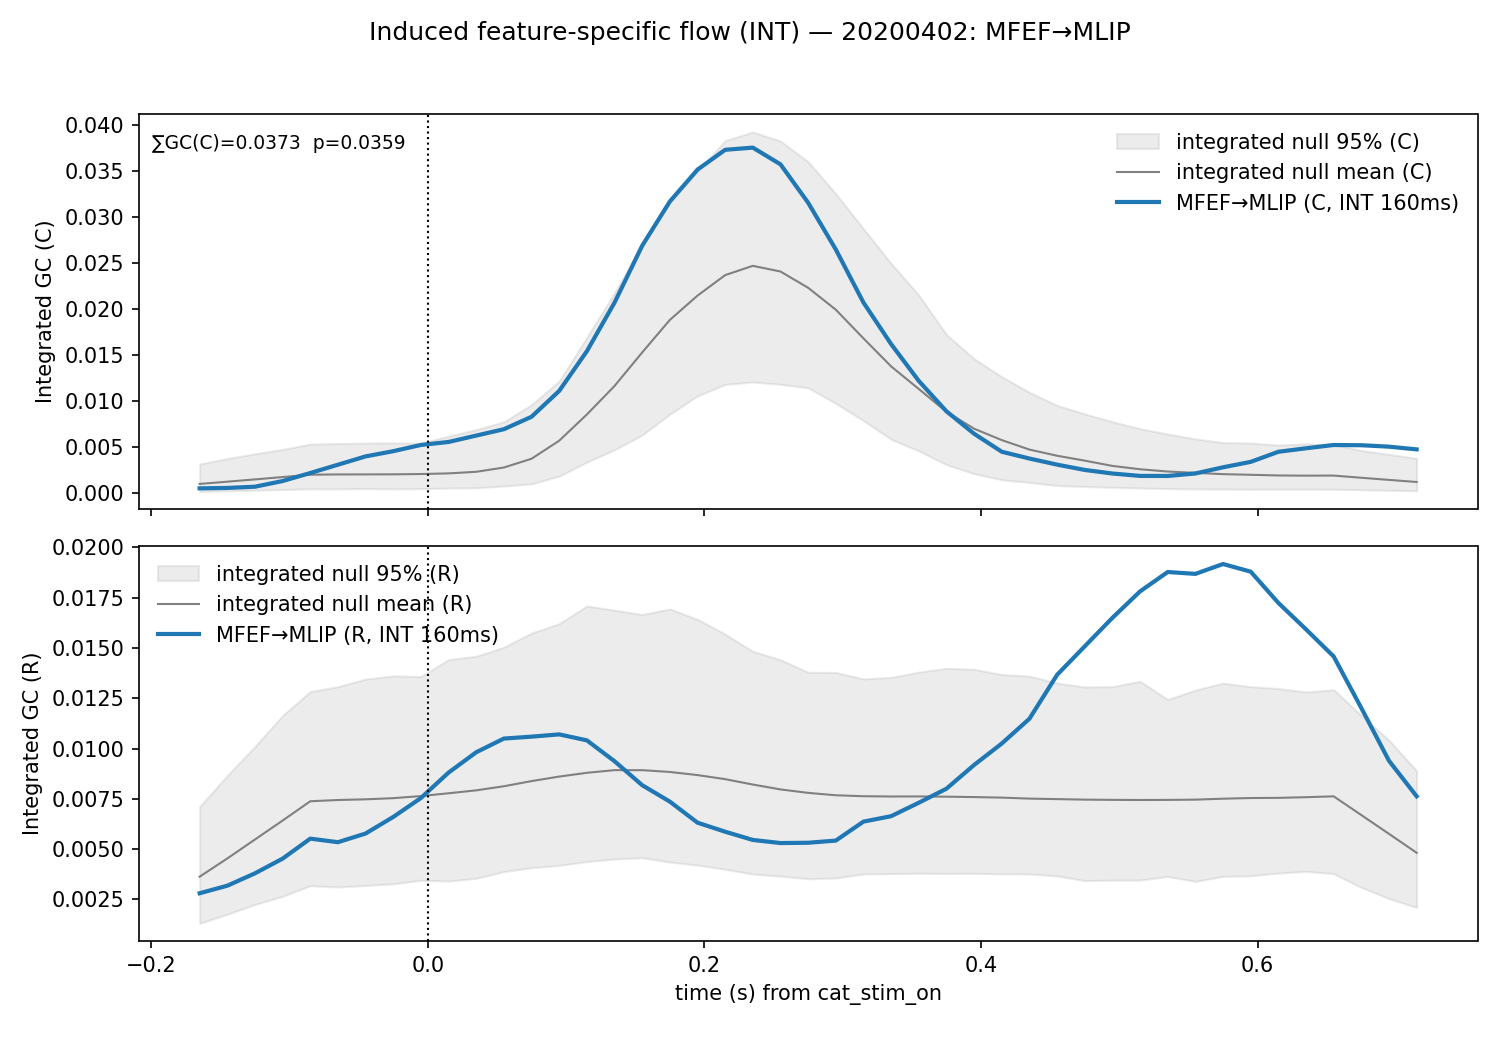 Induced feature-specific flow (INT) — 20200402: MFEF→MLIP
∑GC(C)=0.0373  p=0.0359
integrated null 95% (C)
integrated null mean (C)
MFEF→MLIP (C, INT 160ms)
Integrated GC (C)
0.040
0.035
0.030
0.025
0.020
0.015
0.010
0.005
0.000
integrated null 95% (R)
integrated null mean (R)
MFEF→MLIP (R, INT 160ms)
Integrated GC (R)
0.0200
0.0175
0.0150
0.0125
0.0100
0.0075
0.0050
0.0025
−0.2 0.0 0.2 0.4 0.6
time (s) from cat_stim_on